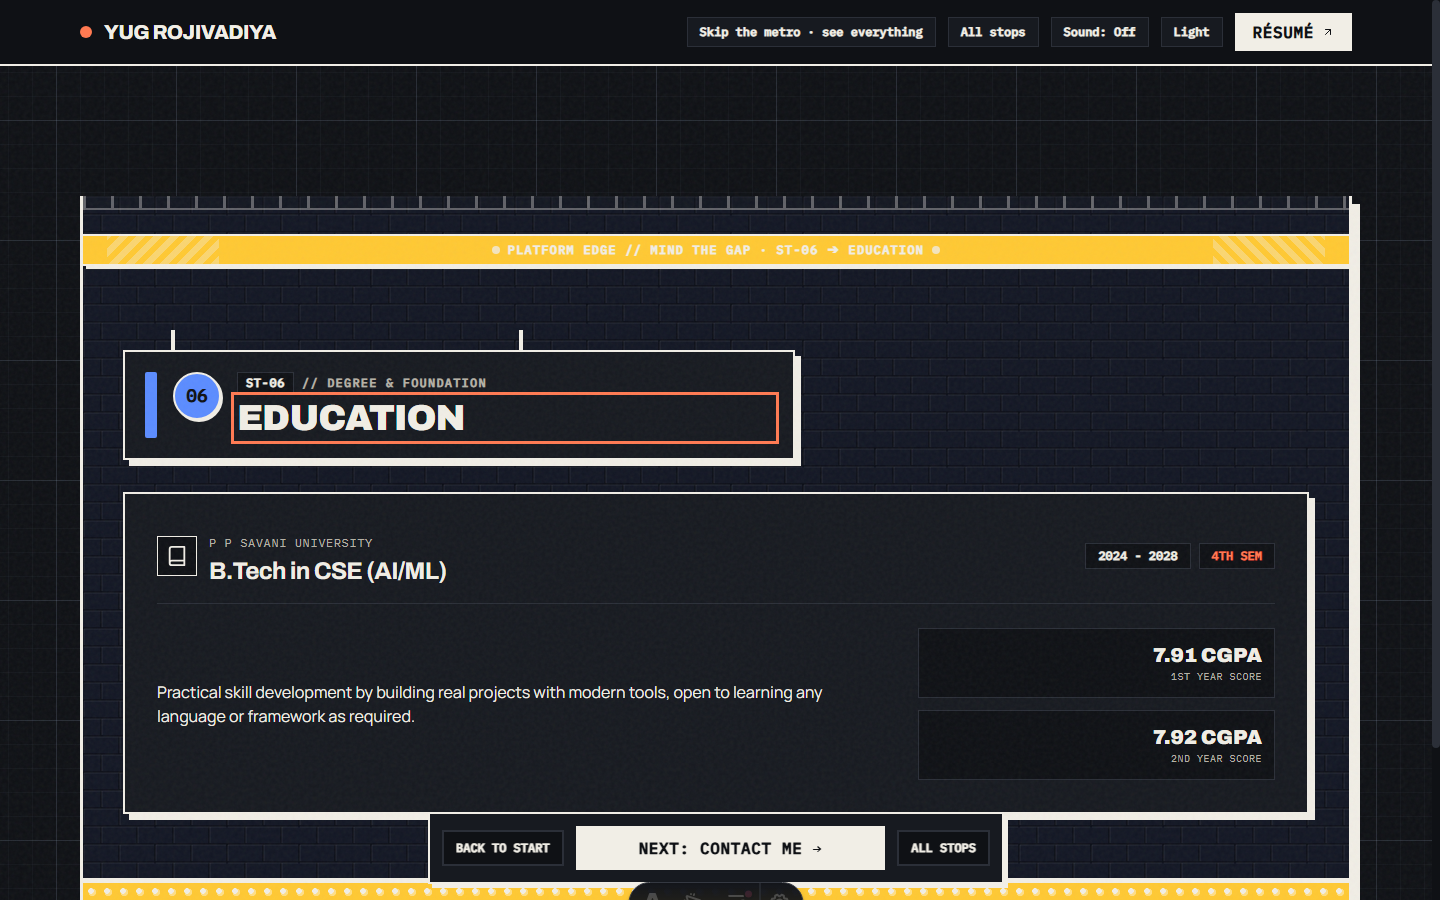 YUG ROJIVADIYA
Skip the metro · see everything
All stops
Sound: Off
Light
RÉSUMÉ ↗
PLATFORM EDGE // MIND THE GAP · ST-06 ➔ EDUCATION
06
ST-06 // DEGREE & FOUNDATION
EDUCATION
P P SAVANI UNIVERSITY
B.Tech in CSE (AI/ML)
2024 - 2028
4TH SEM
7.91 CGPA
1ST YEAR SCORE
Practical skill development by building real projects with modern tools, open to learning any
language or framework as required.
7.92 CGPA
2ND YEAR SCORE
BACK TO START
NEXT: CONTACT ME →
ALL STOPS